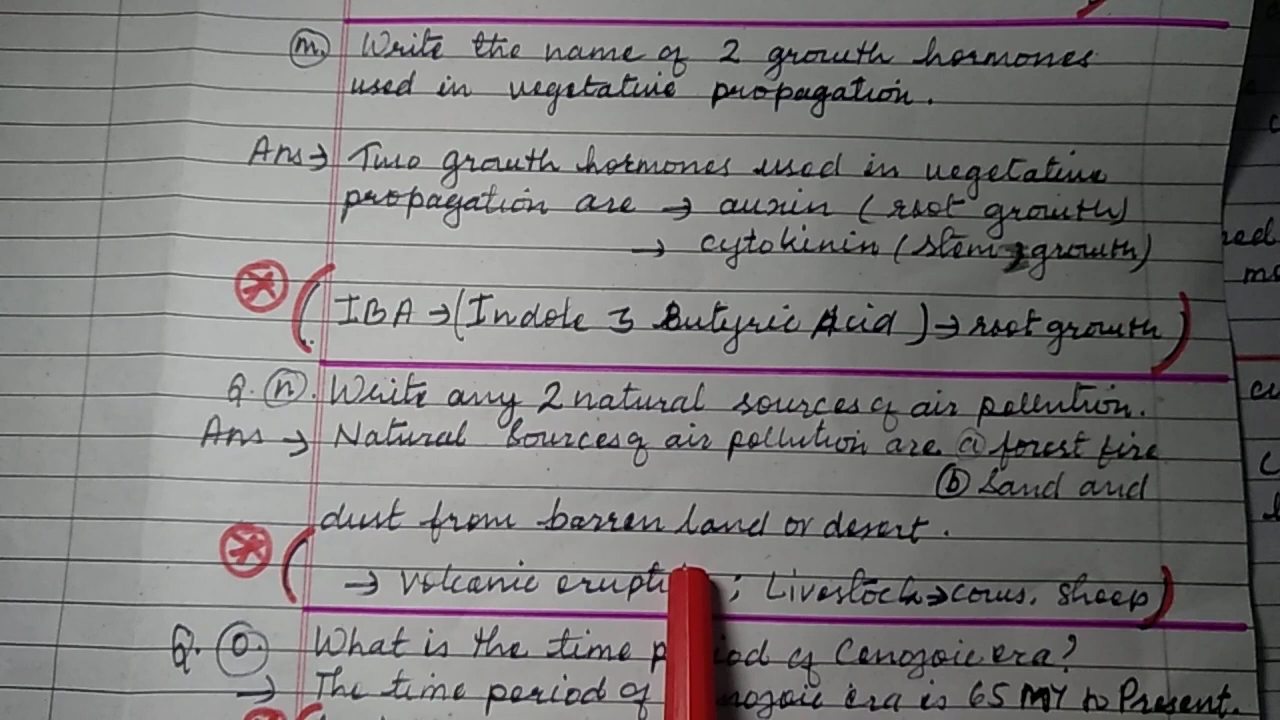 m. Write the name of 2 growth hormones
used in vegetative propagation.
Ans → Two growth hormones used in vegetative
propagation are → auxin (root growth)
→ cytokinin (stem growth)
(IBA → (Indole 3 Butyric Acid) → root growth)
Q. n. Write any 2 natural sources of air pollution.
Ans → Natural sources of air pollution are (a) forest fire
(b) Sand and
dust from barren land or desert.
(→ Volcanic ; Livestock → cows, sheep)
Q. O. What is the time of Cenozoic era?
→ The time period of era is 65 MY to Present.